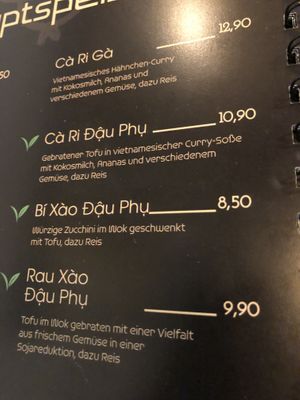 12,90
Cà Ri Gà
Vietnamesisches Hähnchen-Curry
mit Kokosmilch, Ananas und
verschiedenem Gemüse, dazu Reis
10,90
Cà Ri Đậu Phụ
Gebratener Tofu in vietnamesischer Curry-Soße
mit Kokosmilch, Ananas und verschiedenem
Gemüse, dazu Reis
8,50
Bí Xào Đậu Phụ
Würzige Zucchini im Wok geschwenkt
mit Tofu, dazu Reis
Rau Xào
Đậu Phụ
9,90
Tofu im Wok gebraten mit einer Vielfalt
aus frischem Gemüse in einer
Sojareduktion, dazu Reis